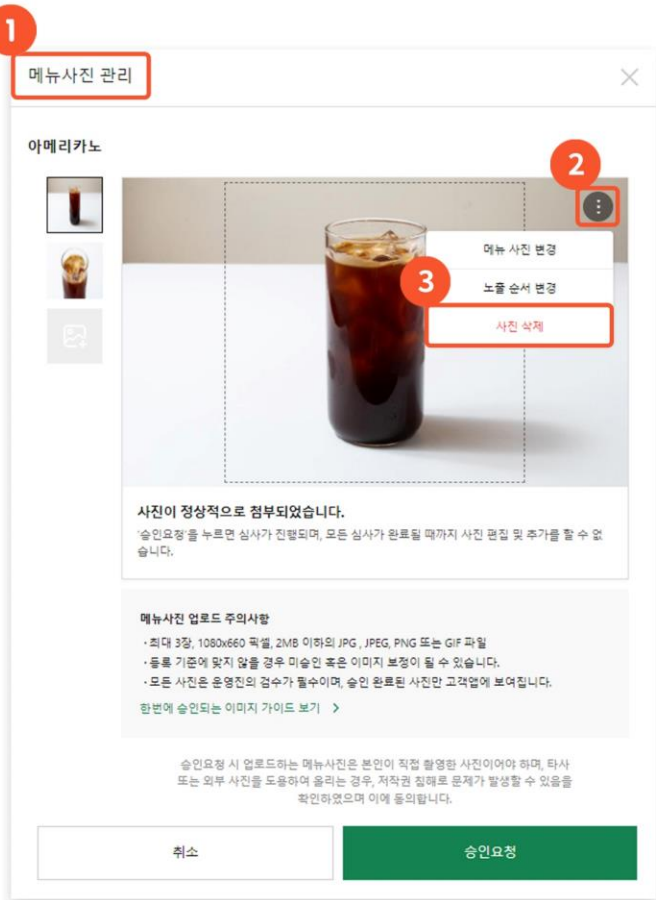 1
메뉴사진 관리
아메리카노
2
메뉴 사진 변경
3
노출 순서 변경
사진 삭제
사진이 정상적으로 첨부되었습니다.
'승인요청'을 누르면 심사가 진행되며, 모든 심사가 완료될 때까지 사진 편집 및 추가를 할 수 없
습니다.
메뉴사진 업로드 주의사항
· 최대 3장, 1080x660 픽셀, 2MB 이하의 JPG , JPEG, PNG 또는 GIF 파일
· 등록 기준에 맞지 않을 경우 미승인 혹은 이미지 보정이 될 수 있습니다.
· 모든 사진은 운영진의 검수가 필수이며, 승인 완료된 사진만 고객앱에 보여집니다.
한번에 승인되는 이미지 가이드 보기 >
승인요청 시 업로드하는 메뉴사진은 본인이 직접 촬영한 사진이어야 하며, 타사
또는 외부 사진을 도용하여 올리는 경우, 저작권 침해로 문제가 발생할 수 있음을
확인하였으며 이에 동의합니다.
취소
승인요청